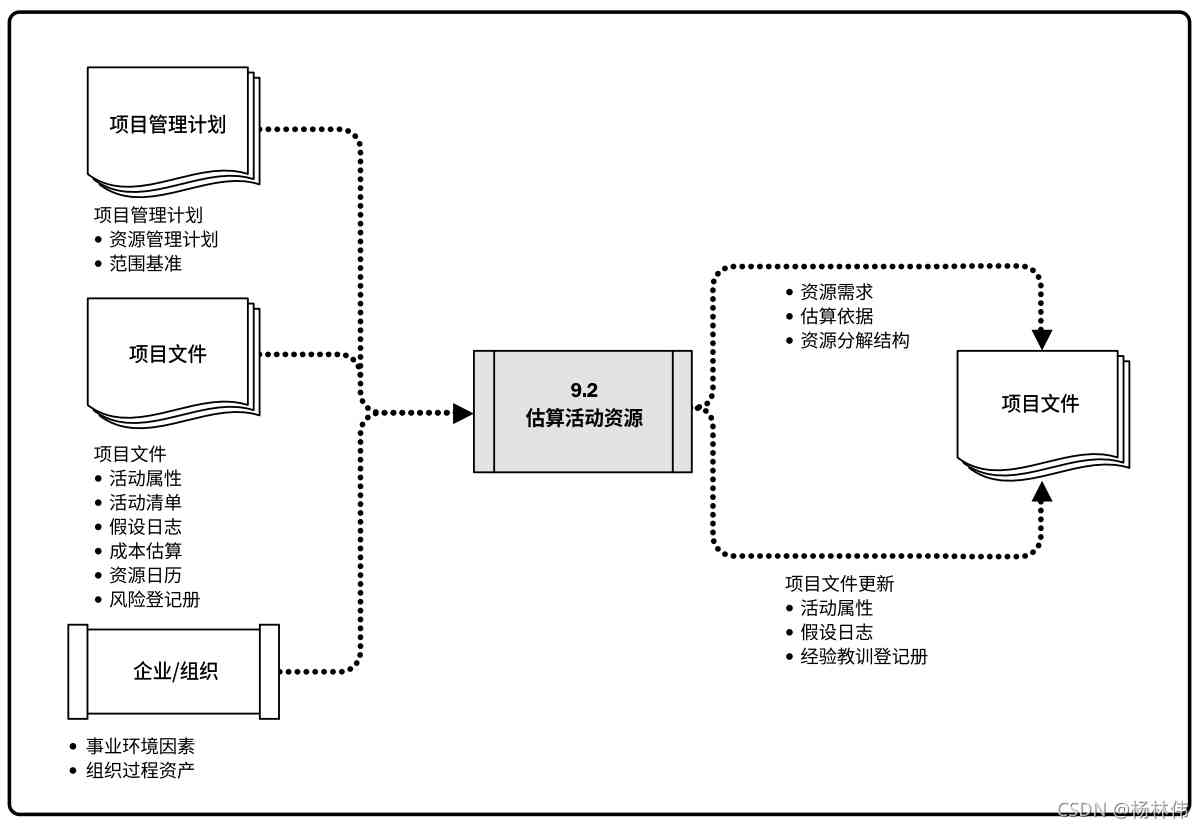 项目管理计划
项目管理计划
• 资源管理计划
• 范围基准
项目文件
项目文件
• 活动属性
• 活动清单
• 假设日志
• 成本估算
• 资源日历
• 风险登记册
企业/组织
• 事业环境因素
• 组织过程资产
9.2
估算活动资源
• 资源需求
• 估算依据
• 资源分解结构
项目文件
项目文件更新
• 活动属性
• 假设日志
• 经验教训登记册
CSDN @杨林伟